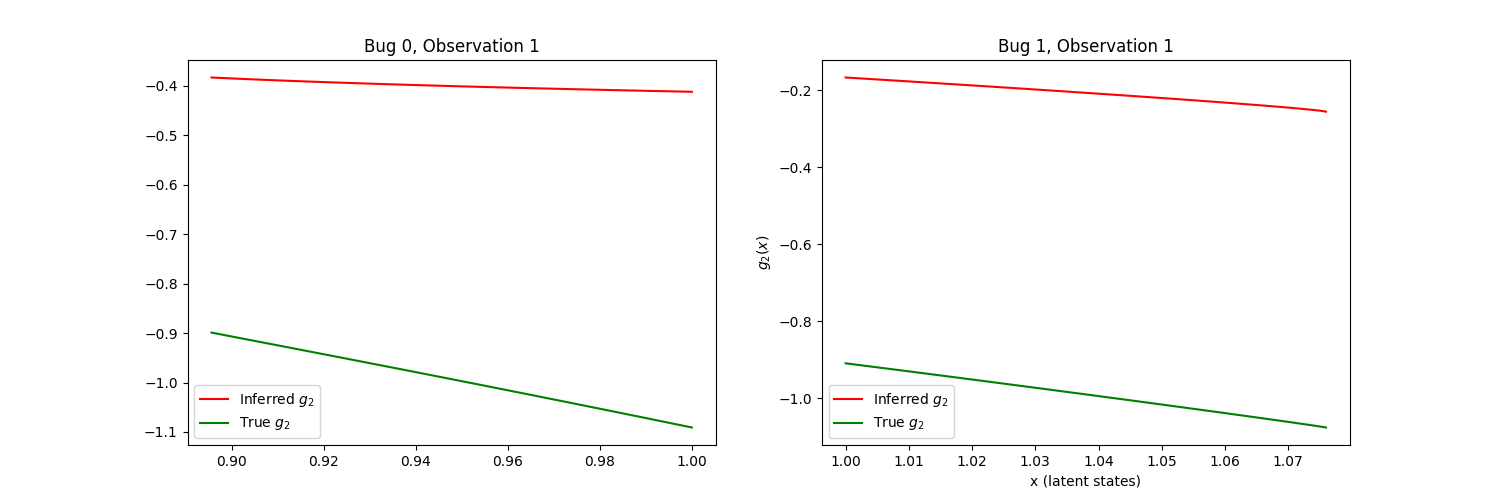 Bug 0, Observation 1
−0.4
−0.5
−0.6
−0.7
−0.8
−0.9
−1.0
−1.1
Inferred g₂
True g₂
0.90 0.92 0.94 0.96 0.98 1.00
Bug 1, Observation 1
g₂(x)
−0.2
−0.4
−0.6
−0.8
−1.0
Inferred g₂
True g₂
1.00 1.01 1.02 1.03 1.04 1.05 1.06 1.07
x (latent states)